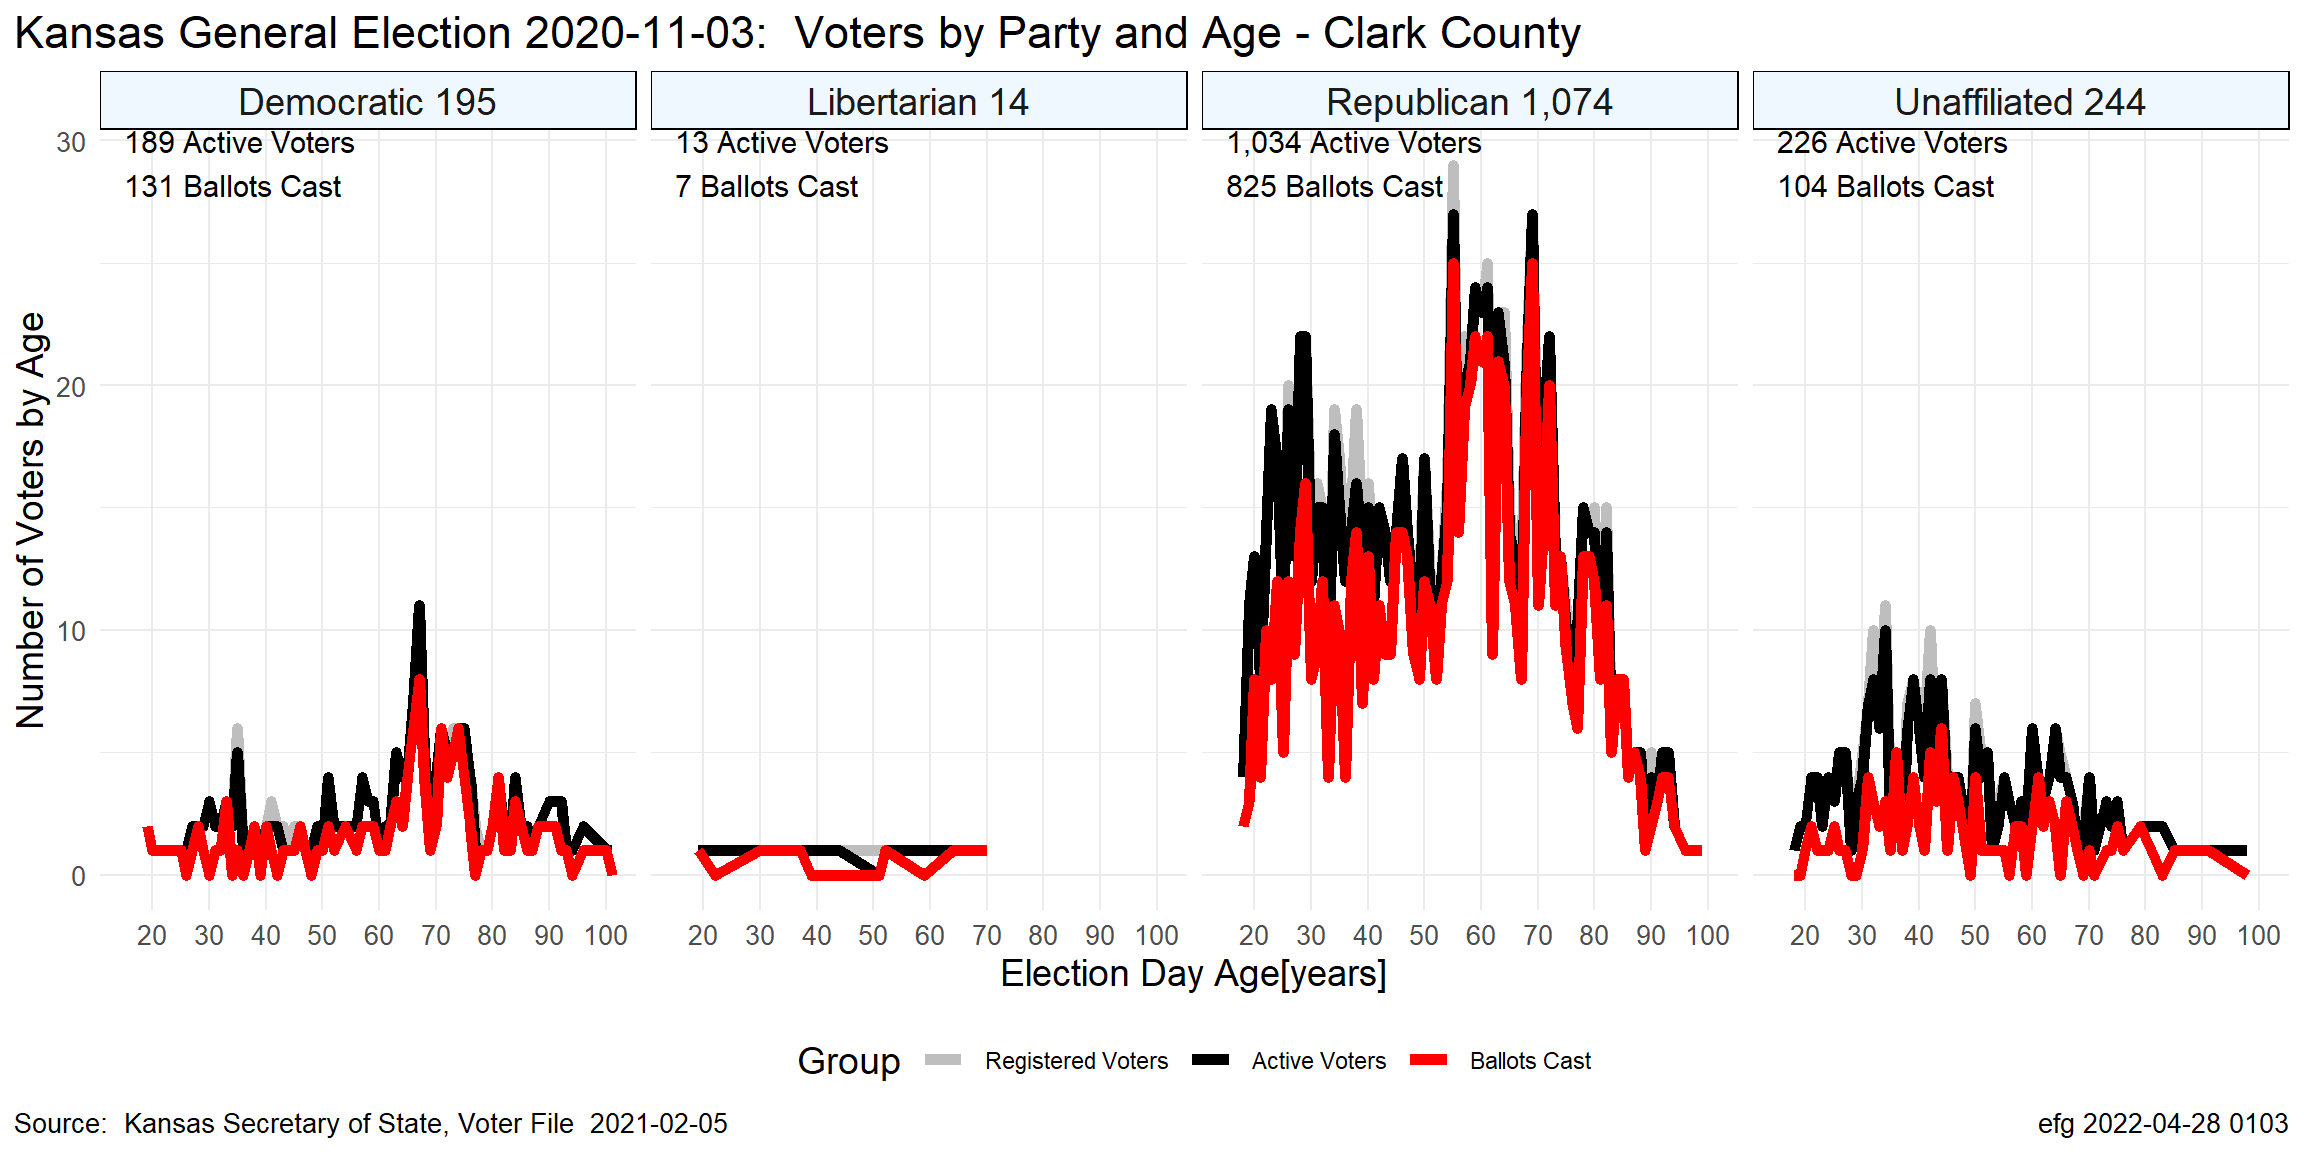 Kansas General Election 2020-11-03:  Voters by Party and Age - Clark County
Democratic 195
Libertarian 14
Republican 1,074
Unaffiliated 244
189 Active Voters
131 Ballots Cast
13 Active Voters
7 Ballots Cast
1,034 Active Voters
825 Ballots Cast
226 Active Voters
104 Ballots Cast
Number of Voters by Age
30
20
10
0
20 30 40 50 60 70 80 90 100
20 30 40 50 60 70 80 90 100
20 30 40 50 60 70 80 90 100
20 30 40 50 60 70 80 90 100
Election Day Age[years]
Group Registered Voters Active Voters Ballots Cast
Source:  Kansas Secretary of State, Voter File  2021-02-05
efg 2022-04-28 0103